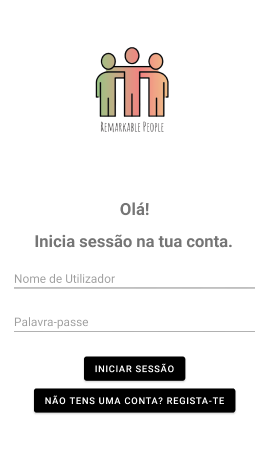 Remarkable People
Olá!
Inicia sessão na tua conta.
Nome de Utilizador
Palavra-passe
INICIAR SESSÃO
NÃO TENS UMA CONTA? REGISTA-TE